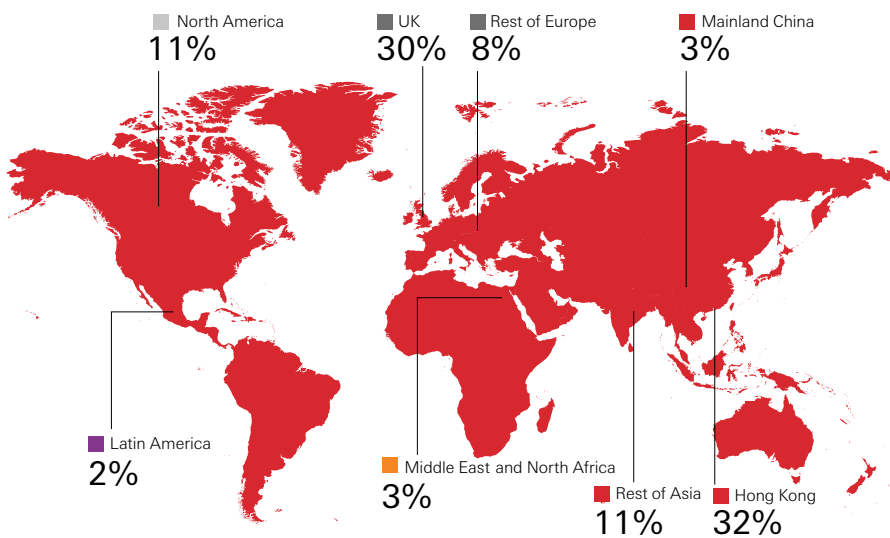 North America
11%
UK
30%
Rest of Europe
8%
Mainland China
3%
Latin America
2%
Middle East and North Africa
3%
Rest of Asia
11%
Hong Kong
32%